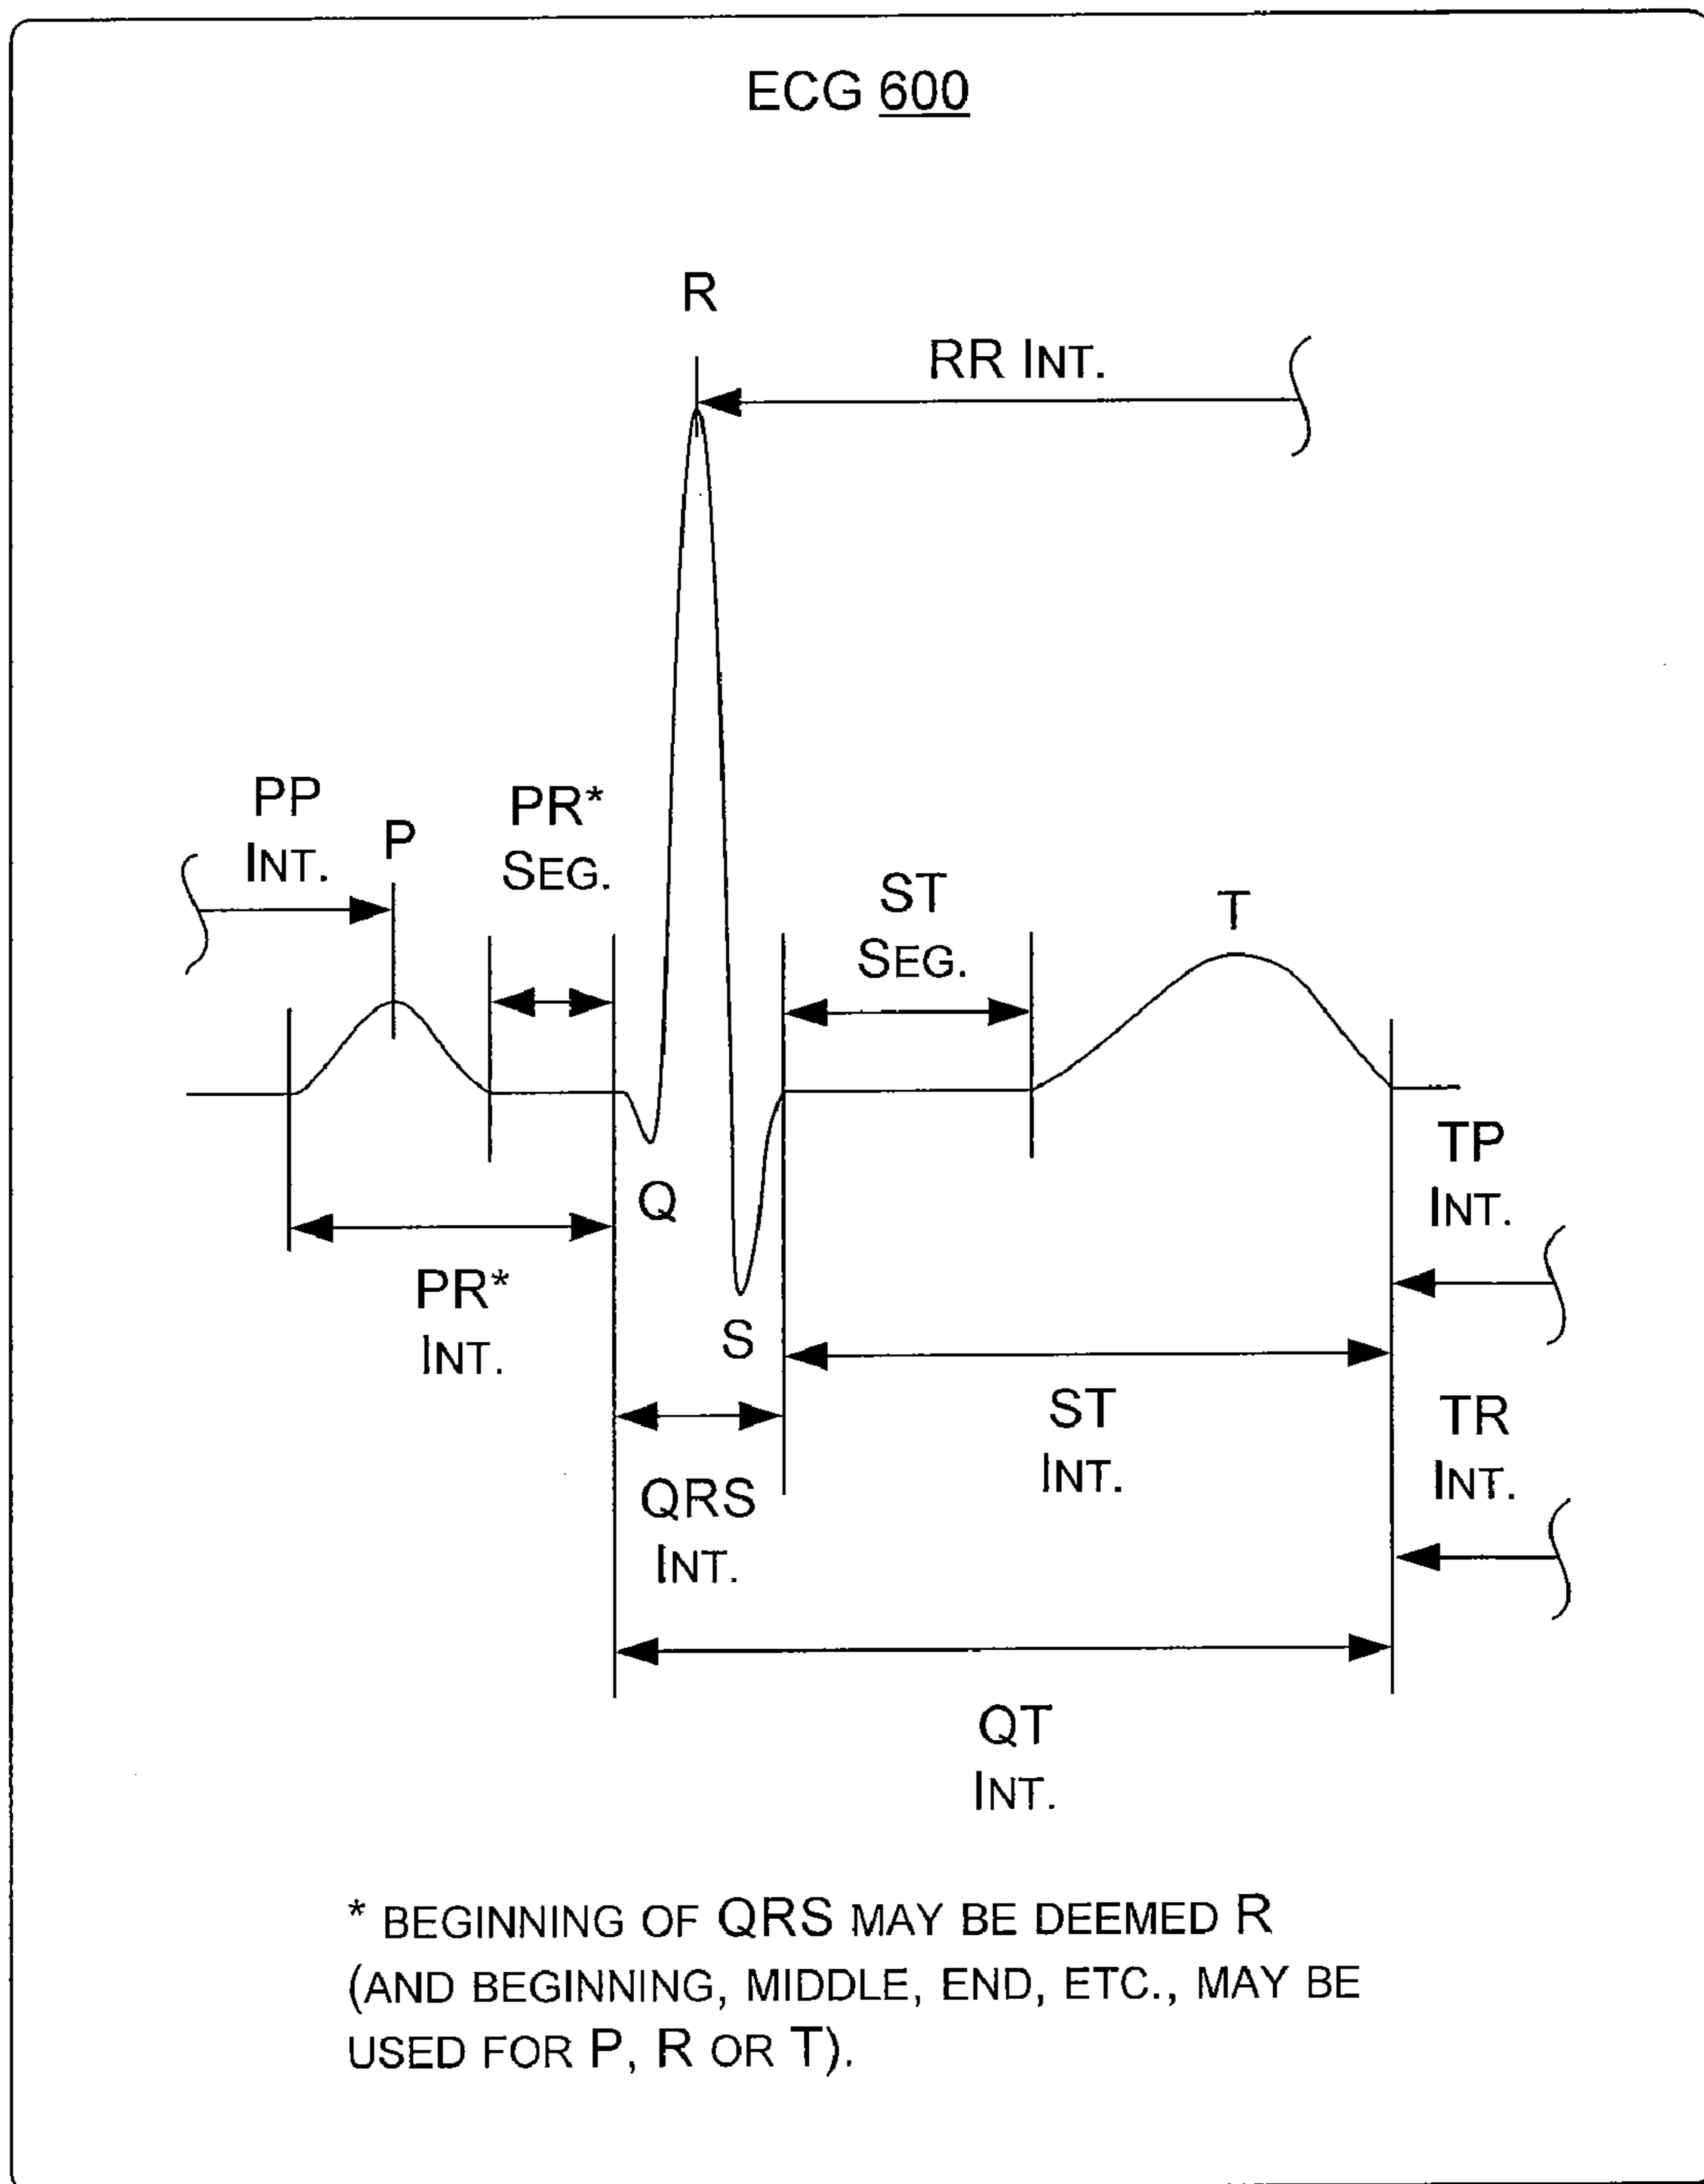 ECG 600
R
RR INT.
PP
INT.
P
PR*
SEG.
ST
SEG.
T
Q
S
PR*
INT.
TP
INT.
QRS
INT.
ST
INT.
TR
INT.
QT
INT.
* BEGINNING OF QRS MAY BE DEEMED R
(AND BEGINNING, MIDDLE, END, ETC., MAY BE
USED FOR P, R OR T).